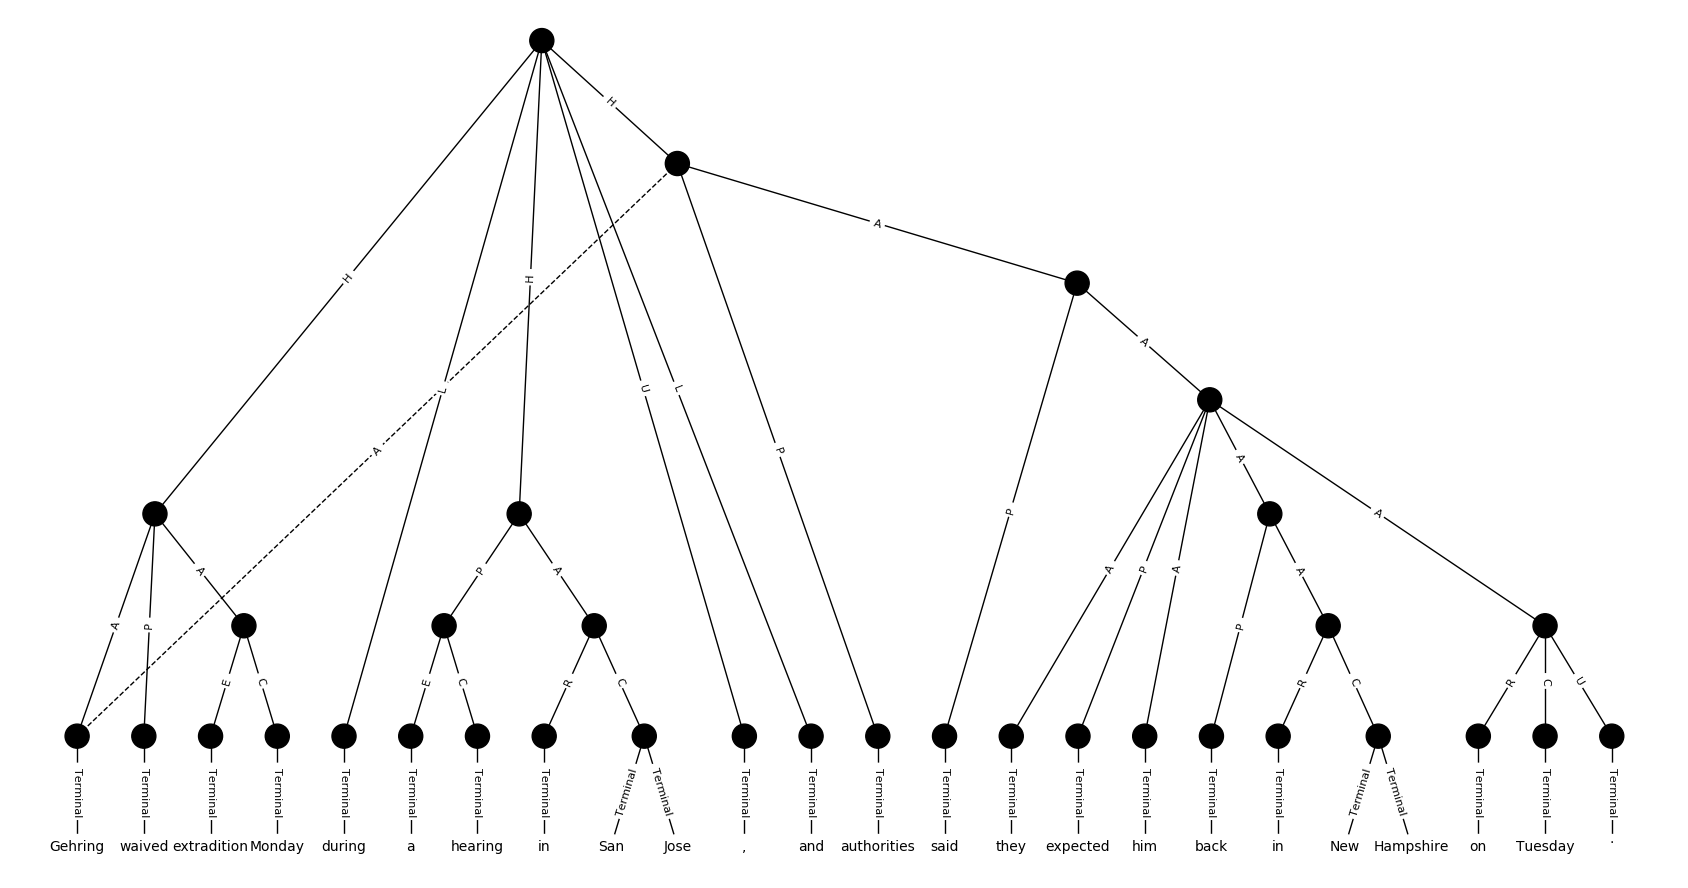 H
H
A
H
H
A
L
U
L
A
P
A
A
P
A
P
A
P
A
P
A
A
A
P
P
E
C
E
C
R
C
R
C
R
C
U
Terminal Terminal Terminal Terminal Terminal Terminal Terminal Terminal Terminal Terminal Terminal Terminal Terminal Terminal Terminal Terminal Terminal Terminal Terminal Terminal Terminal Terminal Terminal Terminal
Gehring waived extradition Monday during a hearing in San Jose , and authorities said they expected him back in New Hampshire on Tuesday .